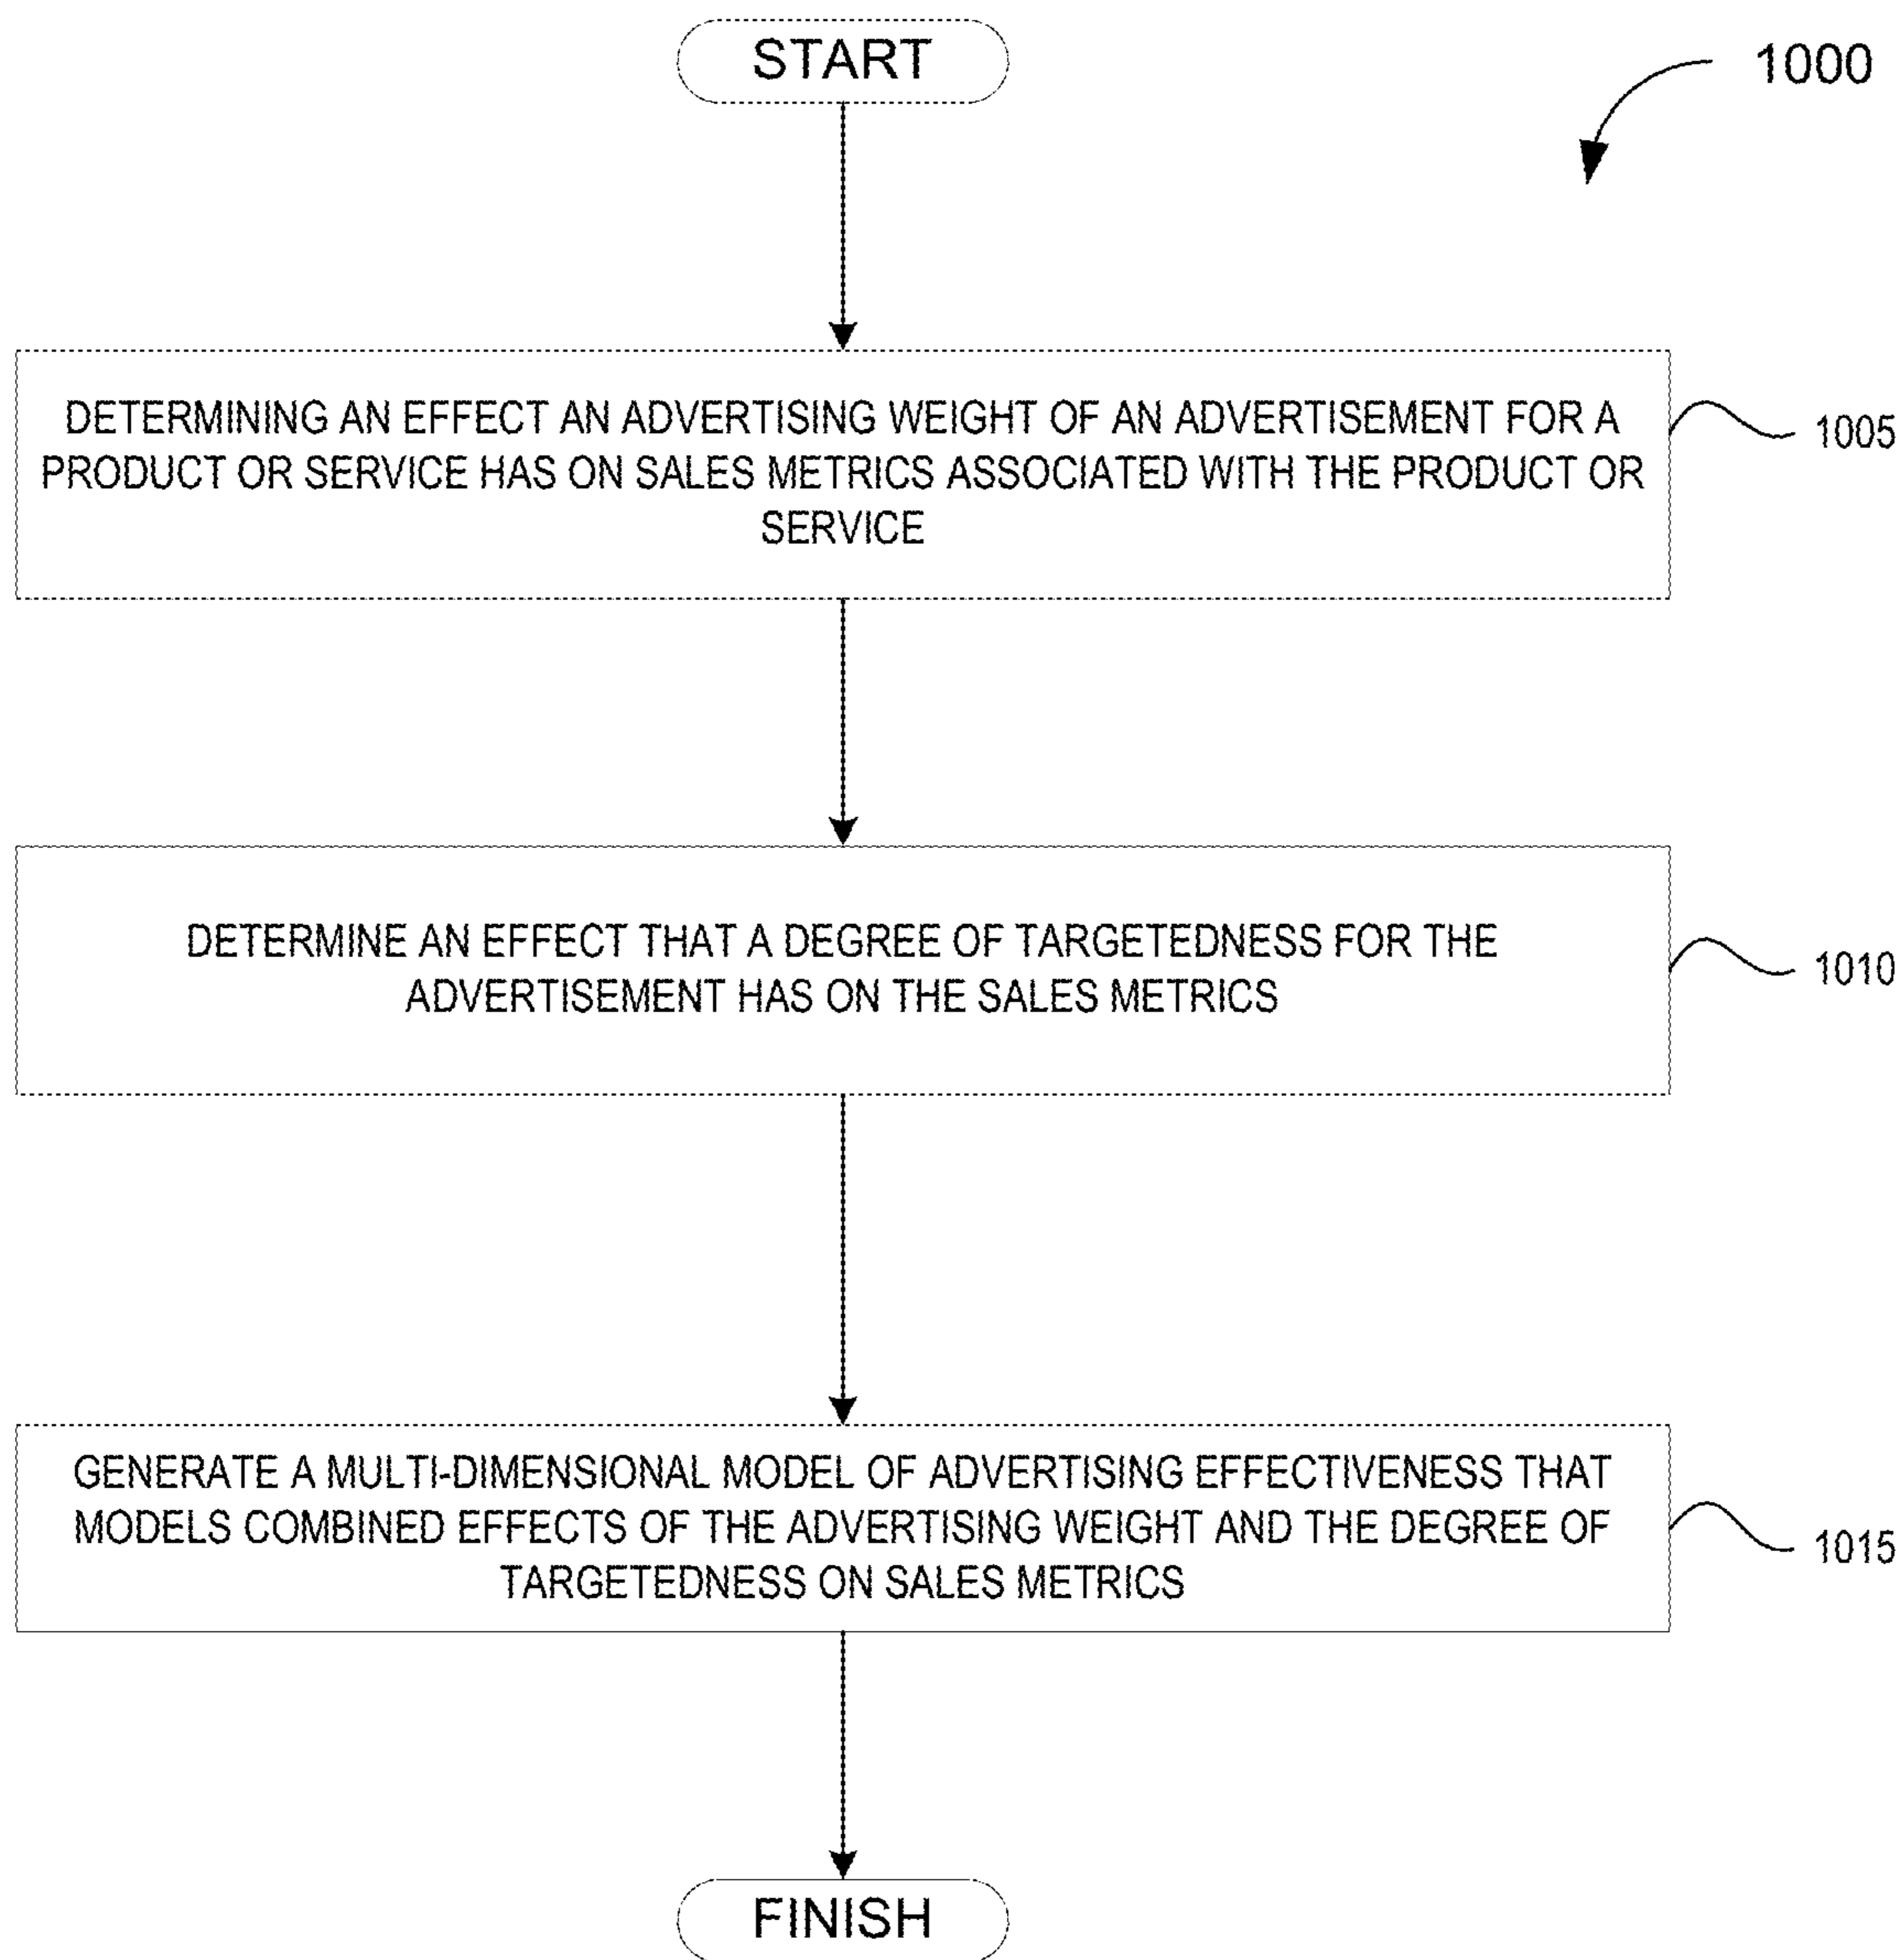 START
1000
DETERMINING AN EFFECT AN ADVERTISING WEIGHT OF AN ADVERTISEMENT FOR A
PRODUCT OR SERVICE HAS ON SALES METRICS ASSOCIATED WITH THE PRODUCT OR
SERVICE
1005
DETERMINE AN EFFECT THAT A DEGREE OF TARGETEDNESS FOR THE
ADVERTISEMENT HAS ON THE SALES METRICS
1010
GENERATE A MULTI-DIMENSIONAL MODEL OF ADVERTISING EFFECTIVENESS THAT
MODELS COMBINED EFFECTS OF THE ADVERTISING WEIGHT AND THE DEGREE OF
TARGETEDNESS ON SALES METRICS
1015
FINISH